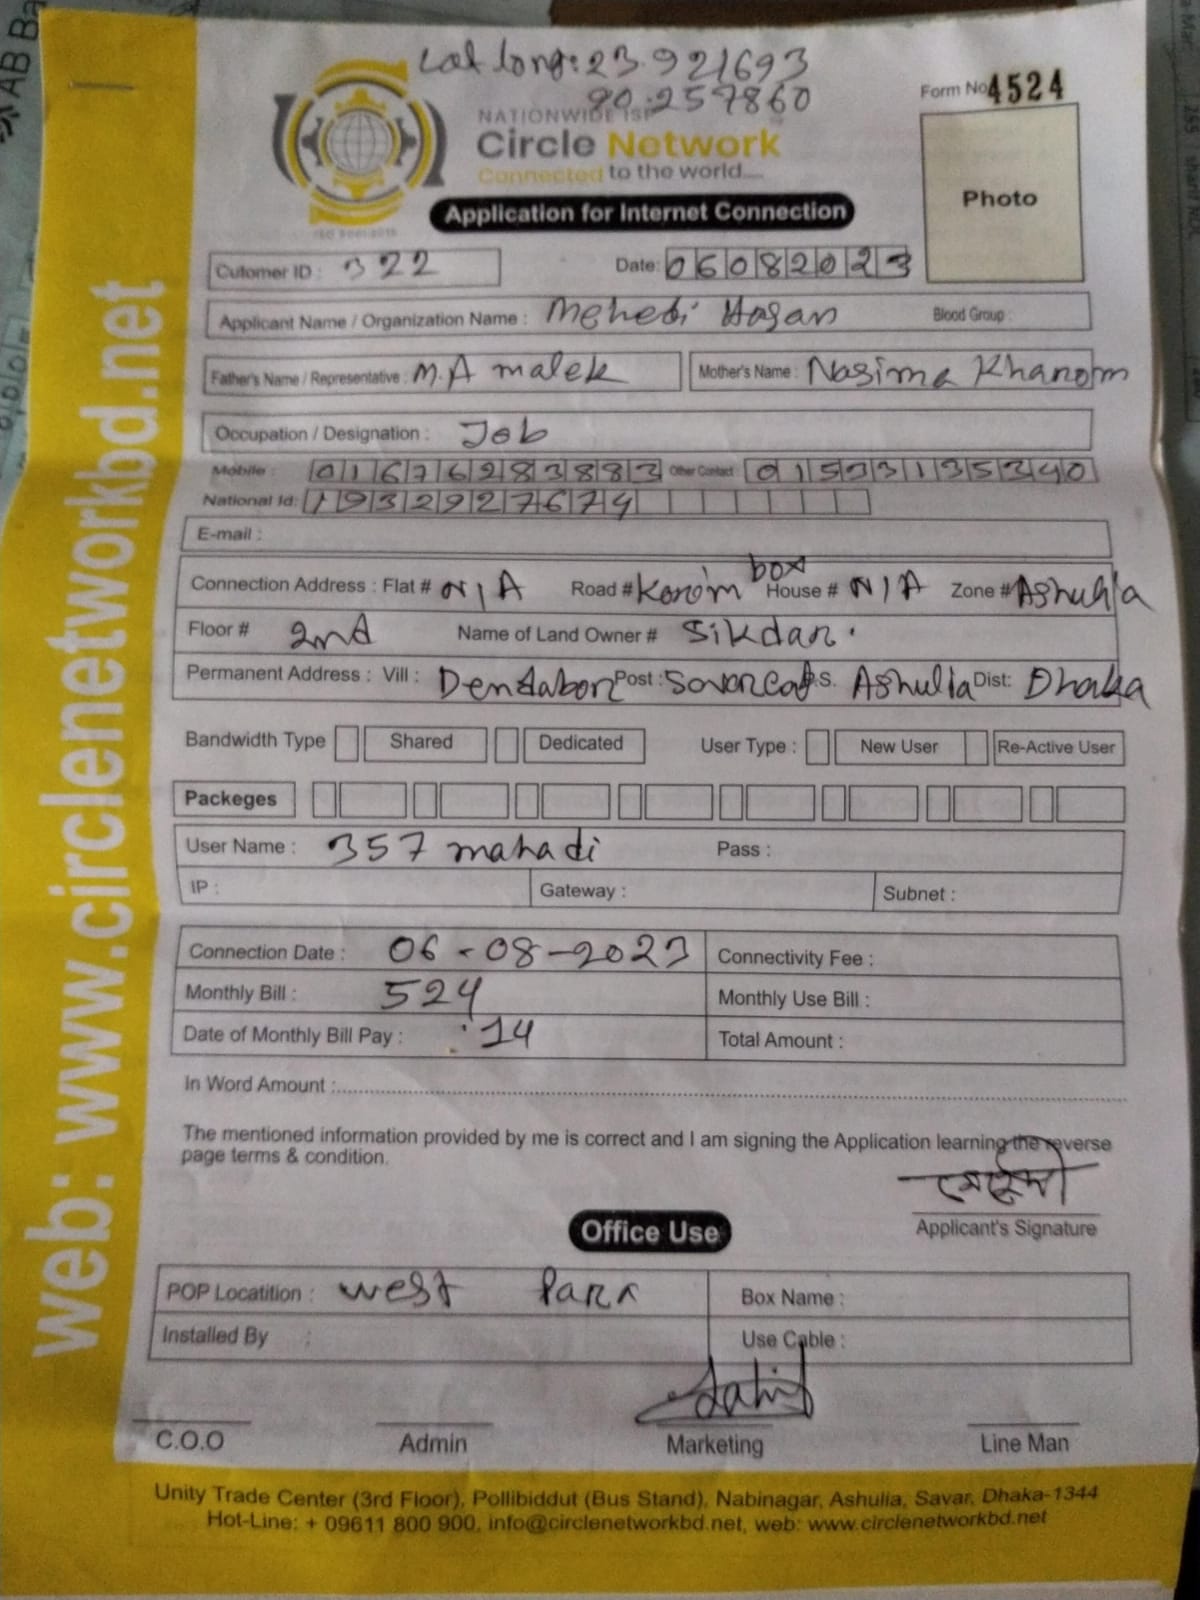 Lat long: 23.921693
90.257860
Form No 4524
NATIONWIDE ISP
Circle Network
Connected to the world....
Photo
Application for Internet Connection
ISO 9001:2015
Cutomer ID : 322 Date: 06082023
Applicant Name / Organization Name : Mehedi Hasan Blood Group :
Father's Name / Representative : M.A malek Mother's Name : Nasima Khanom
Occupation / Designation : Job
Mobile : 01676283883 Other Contact 01533135340
National Id: 1932927674
E-mail :
Connection Address : Flat # N/A Road # Korom box House # N/A Zone # Ashulia
Floor # 2nd Name of Land Owner # Sikdar
Permanent Address : Vill : Dendabor Post : Savarcat P.S. Ashulia Dist: Dhaka
Bandwidth Type Shared Dedicated User Type : New User Re-Active User
Packeges
User Name : 357 mahadi Pass :
IP : Gateway : Subnet :
Connection Date : 06-08-2023 Connectivity Fee :
Monthly Bill : 524 Monthly Use Bill :
Date of Monthly Bill Pay : 14 Total Amount :
In Word Amount :
The mentioned information provided by me is correct and I am signing the Application learning the reverse
page terms & condition.
Applicant's Signature
Office Use
POP Locatition : West Para Box Name :
Installed By : Use Cable :
C.O.O Admin Marketing Line Man
Unity Trade Center (3rd Floor), Pollibiddut (Bus Stand), Nabinagar, Ashulia, Savar, Dhaka-1344
Hot-Line: + 09611 800 900, info@circlenetworkbd.net, web: www.circlenetworkbd.net
web: www.circlenetworkbd.net